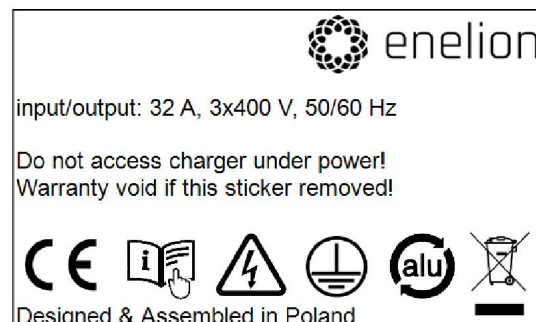 enelion
input/output: 32 A, 3x400 V, 50/60 Hz
Do not access charger under power!
Warranty void if this sticker removed!
CE i alu
Designed & Assembled in Poland